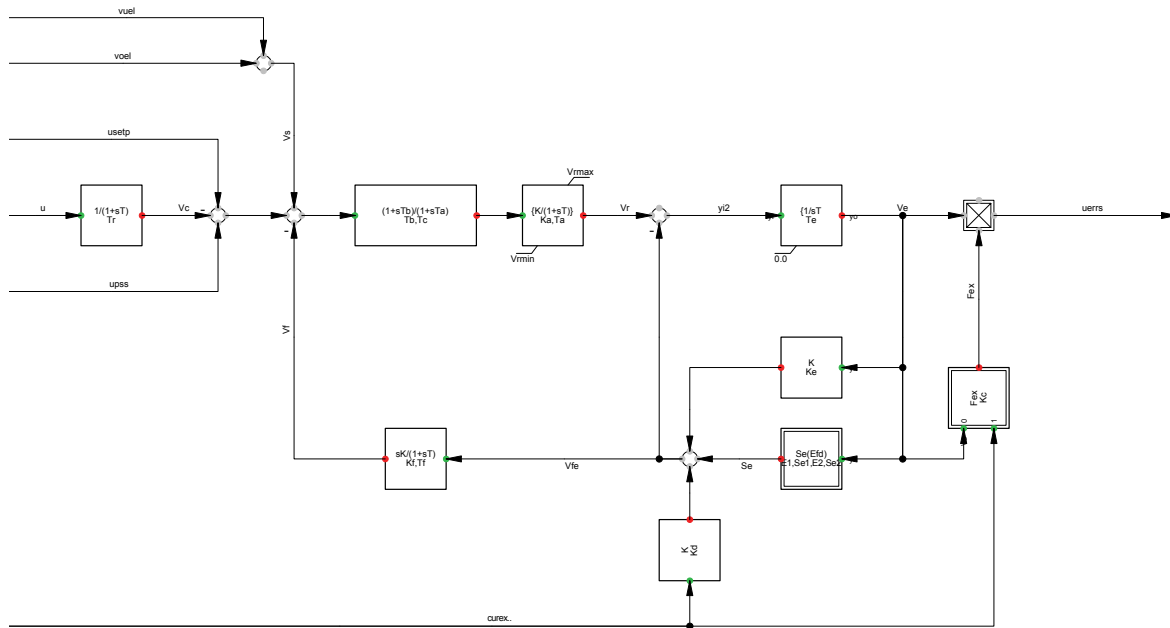 vuel
voel
Vs
usetp
u
1/(1+sT)
Tr
Vc
-
upss
-
(1+sTb)/(1+sTa)
Tb,Tc
Vrmax
{K/(1+sT)}
Ka,Ta
Vrmin
Vr
-
yi2
{1/sT
Te
0.0
yo
Ve
uerrs
Fex
Vf
K
Ke
Fex
Kc
0
1
sK/(1+sT)
Kf,Tf
Vfe
Se
Se(Efd)
E1,Se1,E2,Se2
K
Kd
curex..